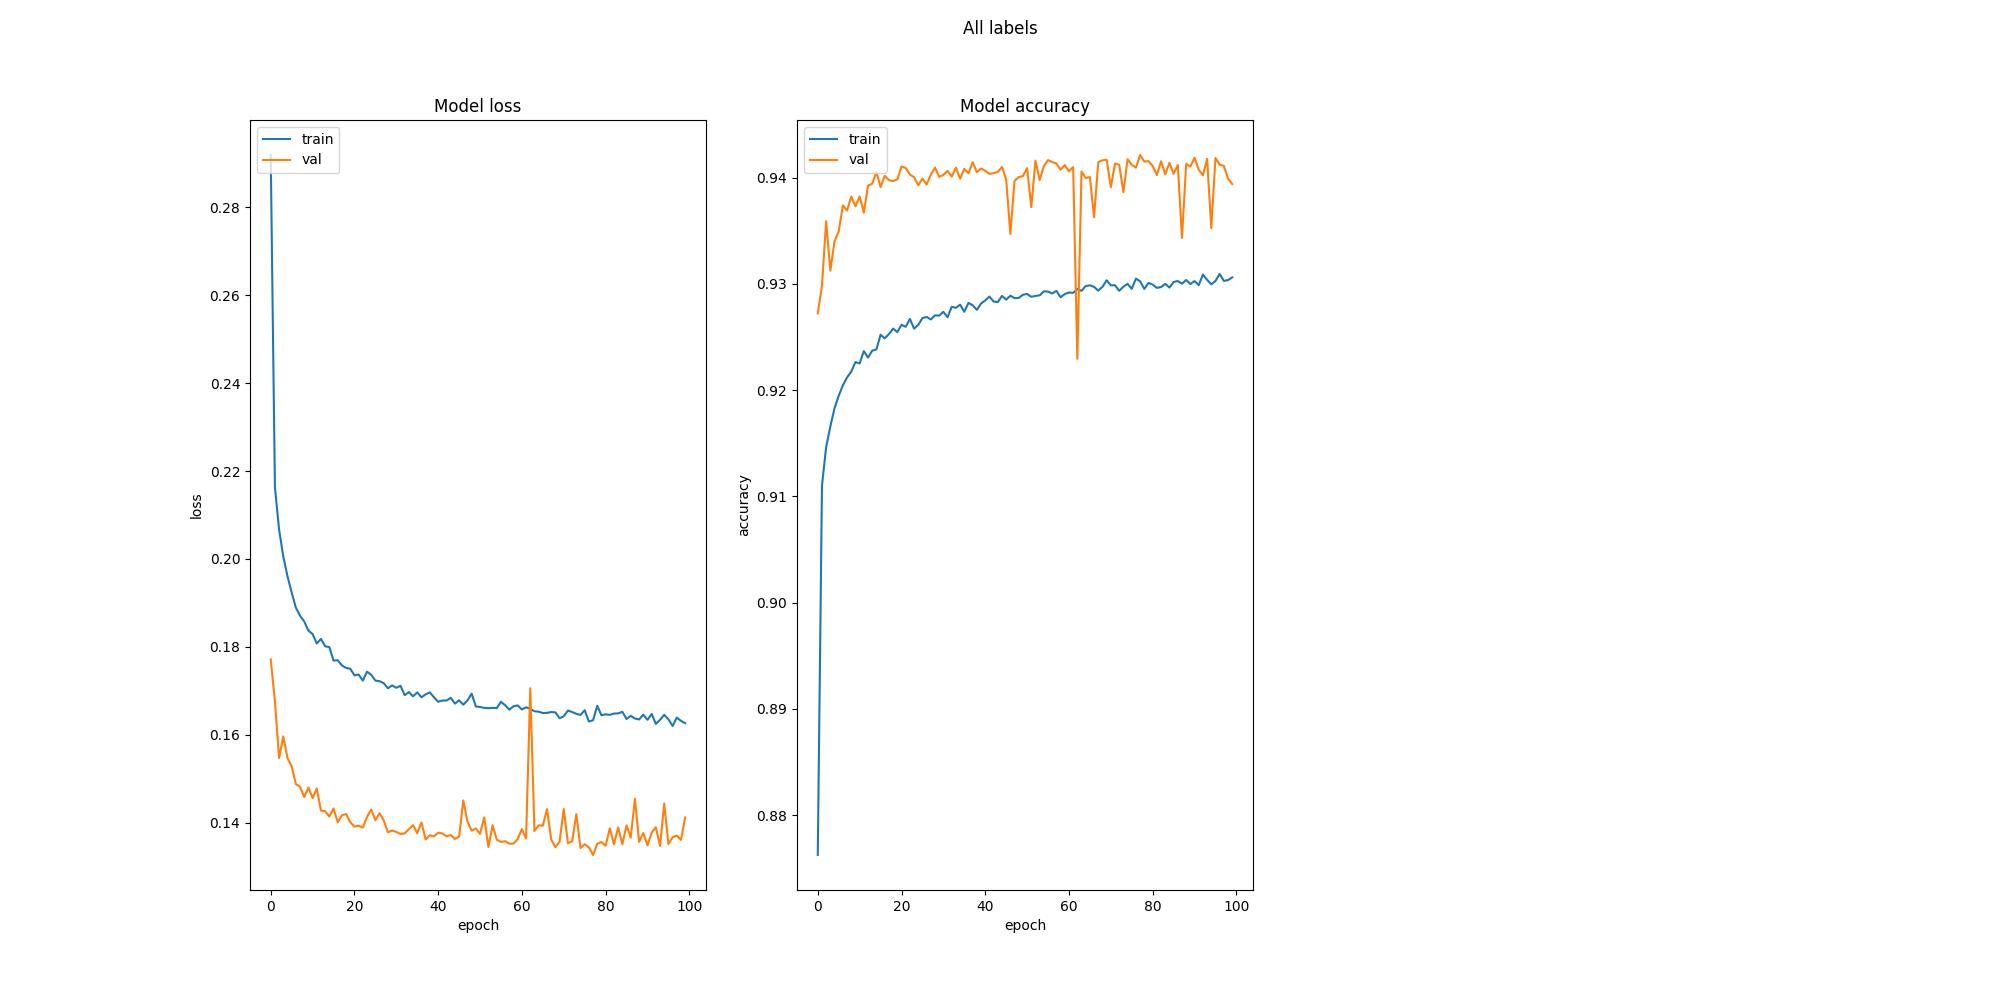 All labels
Model loss
train
val
0.28
0.26
0.24
0.22
0.20
0.18
0.16
0.14
loss
0 20 40 60 80 100
epoch
Model accuracy
train
val
0.94
0.93
0.92
0.91
0.90
0.89
0.88
accuracy
0 20 40 60 80 100
epoch